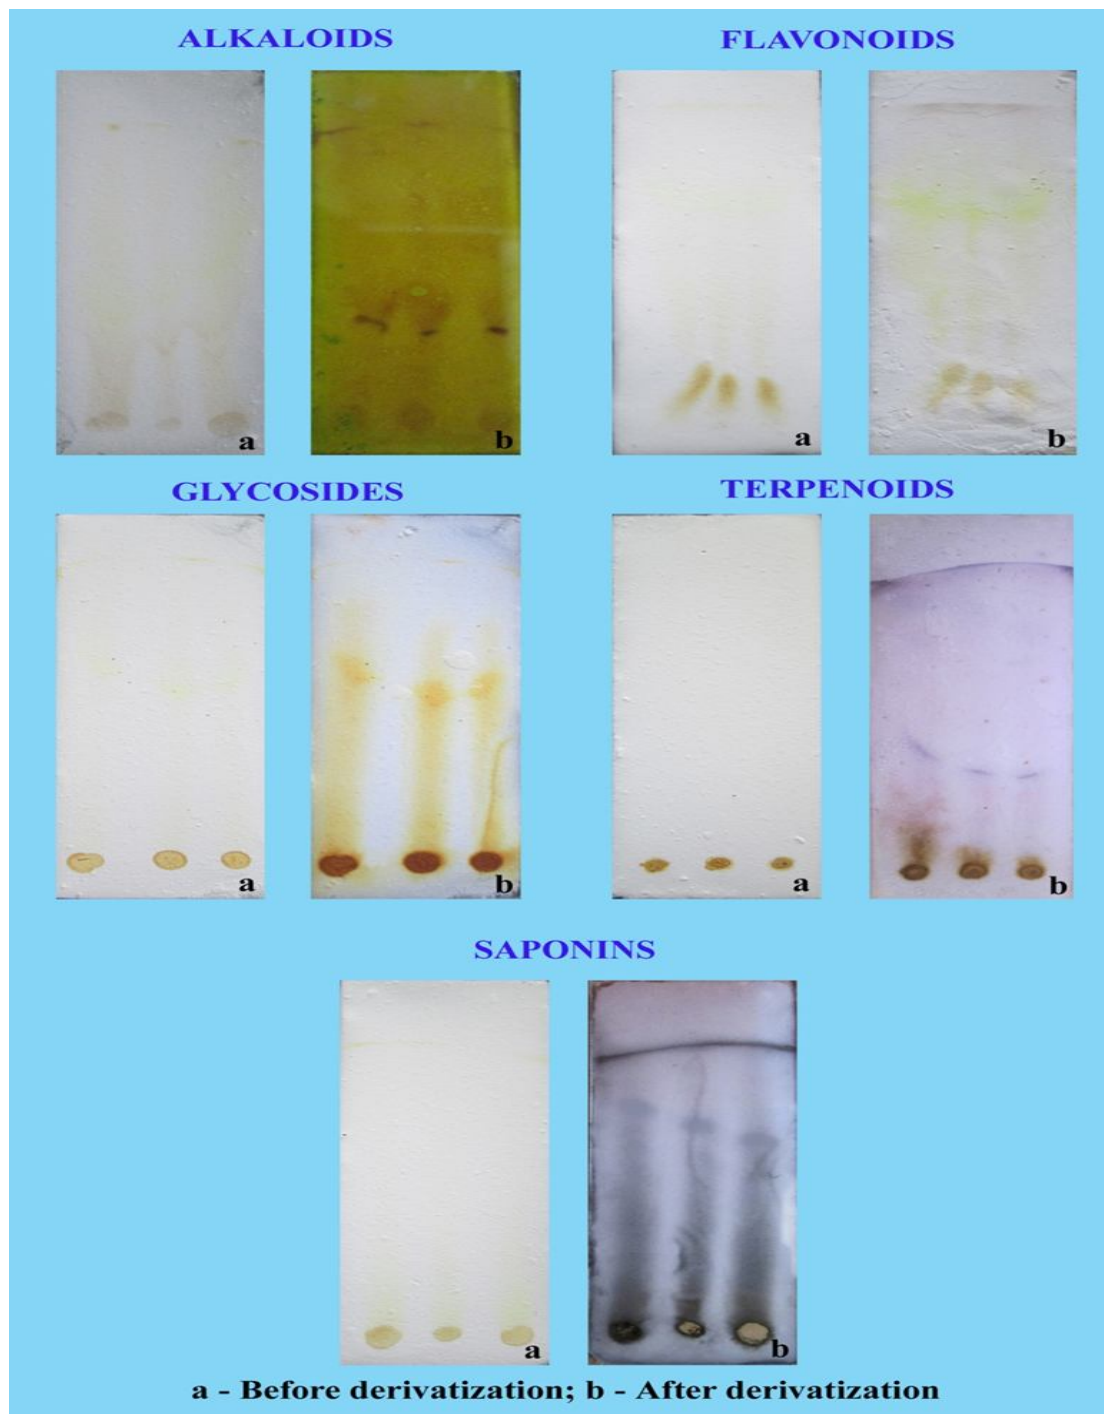 ALKALOIDS
FLAVONOIDS
a
b
a
b
GLYCOSIDES
TERPENOIDS
a
b
a
b
SAPONINS
a
b
a - Before derivatization; b - After derivatization